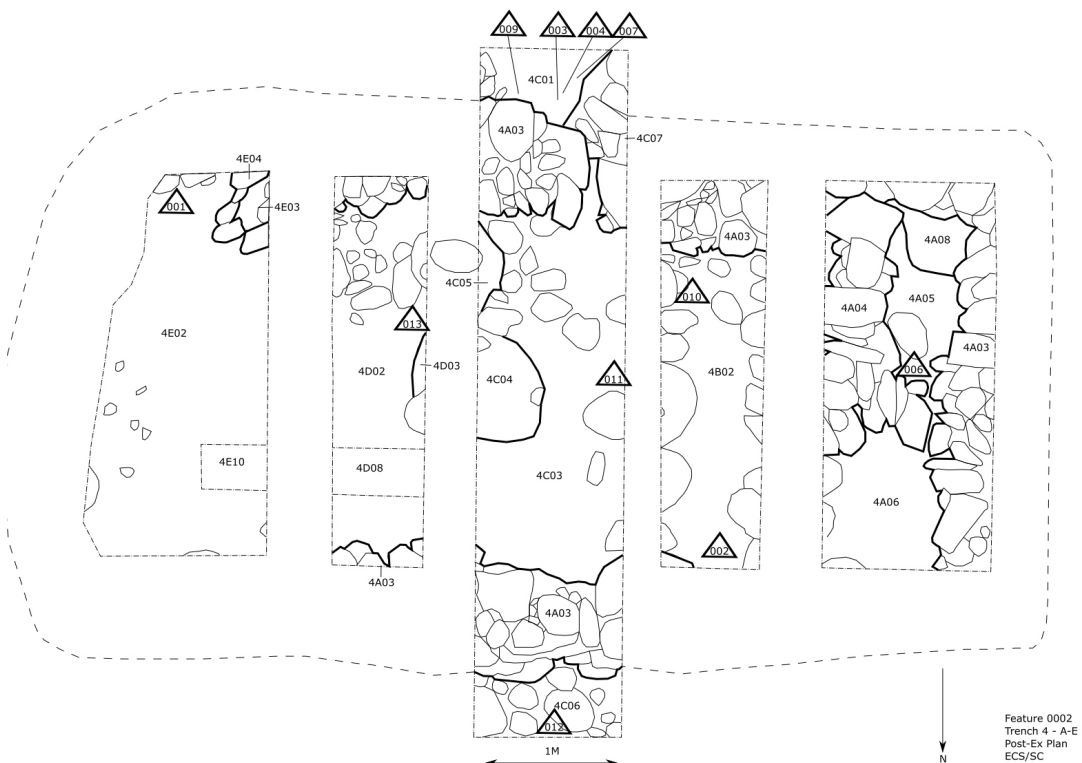 009 003 004 007
4C01
4A03
4C07
4E04
001
4E03
4A03
4A08
4C05
010
4A05
4A04
013
4E02
4A03
4D02
4D03
4C04
011
4B02
006
4E10
4D08
4C03
4A06
002
4A03
4A03
4C06
012
1M
N
Feature 0002
Trench 4 - A-E
Post-Ex Plan
ECS/SC